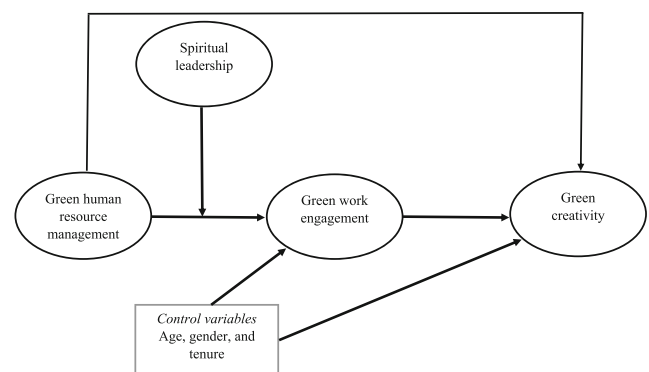 Spiritual
leadership
Green human
resource
management
Green work
engagement
Green
creativity
Control variables
Age, gender, and
tenure